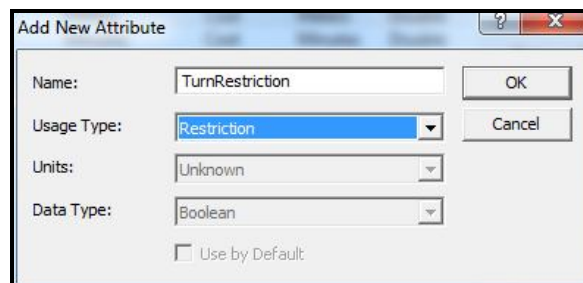 Add New Attribute
Name: TurnRestriction OK
Usage Type: Restriction Cancel
Units: Unknown
Data Type: Boolean
Use by Default